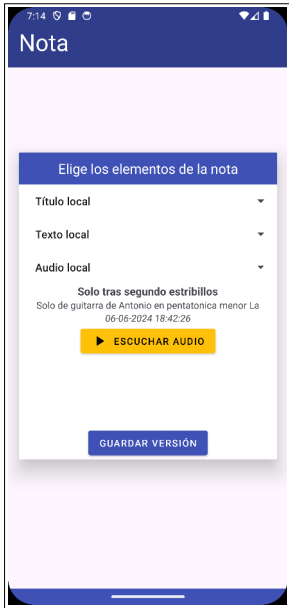 7:14
Nota
Elige los elementos de la nota
Título local
Texto local
Audio local
Solo tras segundo estribillos
Solo de guitarra de Antonio en pentatonica menor La
06-06-2024 18:42:26
ESCUCHAR AUDIO
GUARDAR VERSIÓN